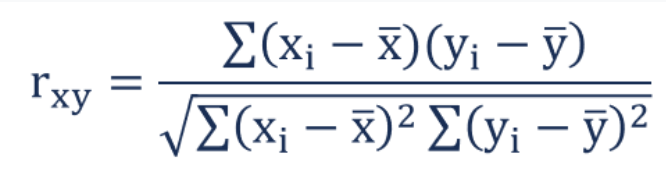 r_xy = ∑(x_i − x̄)(y_i − ȳ) / √∑(x_i − x̄)² ∑(y_i − ȳ)²